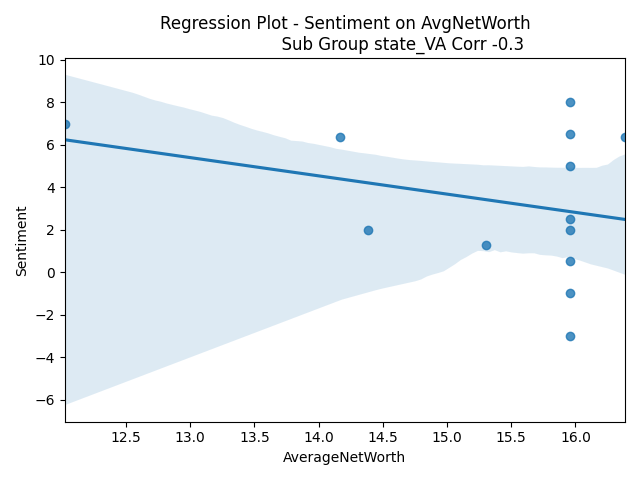 Regression Plot - Sentiment on AvgNetWorth
Sub Group state_VA Corr -0.3
10
8
6
4
2
0
−2
−4
−6
Sentiment
12.5 13.0 13.5 14.0 14.5 15.0 15.5 16.0
AverageNetWorth